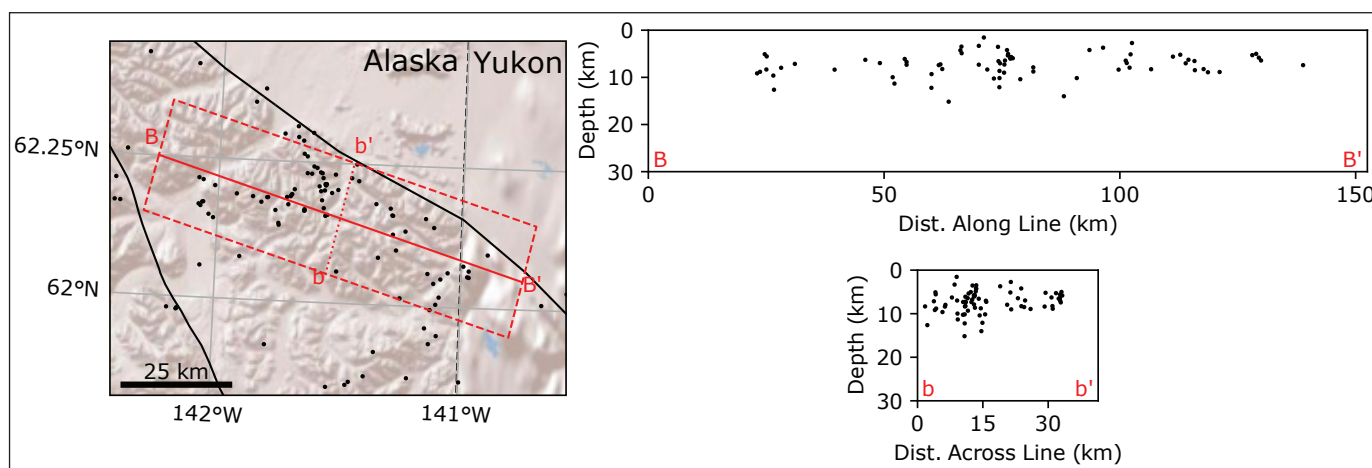 Alaska Yukon
62.25°N
62°N
142°W
141°W
25 km
B
B'
b
b'
Depth (km)
0
10
20
30
B
B'
0
50
100
150
Dist. Along Line (km)
Depth (km)
0
10
20
30
b
b'
0
15
30
Dist. Across Line (km)